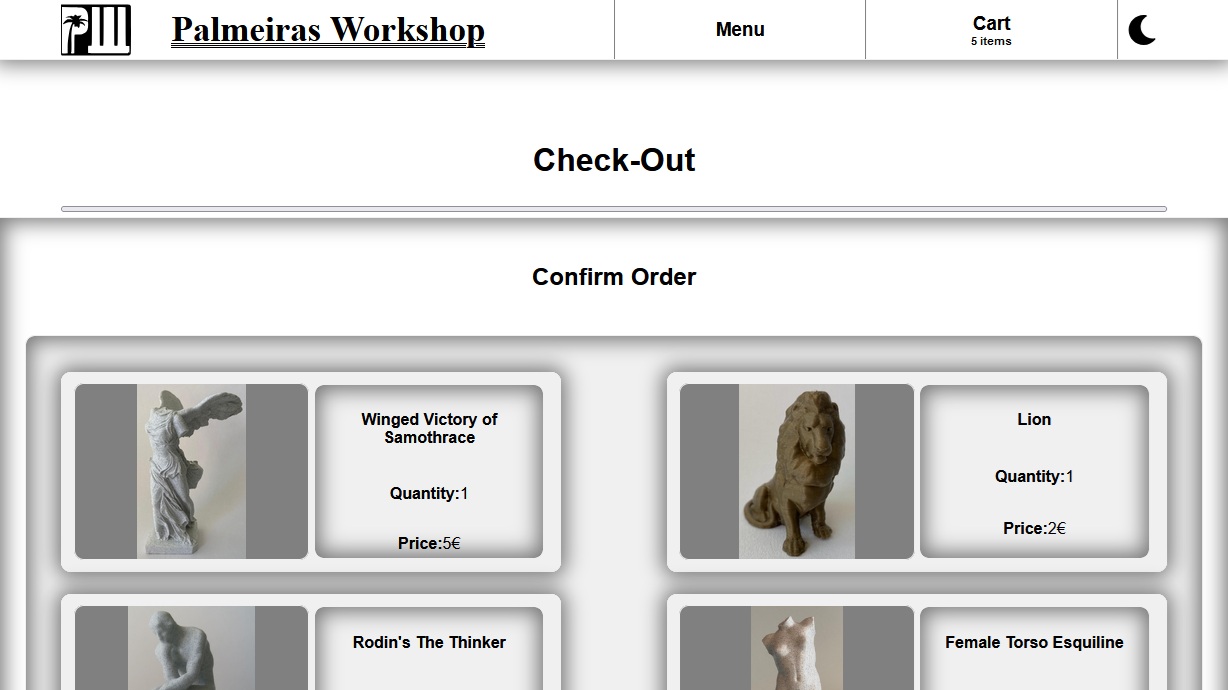 Palmeiras Workshop
Menu
Cart
5 items
Check-Out
Confirm Order
Winged Victory of
Samothrace
Quantity:1
Price:5€
Lion
Quantity:1
Price:2€
Rodin's The Thinker
Female Torso Esquiline